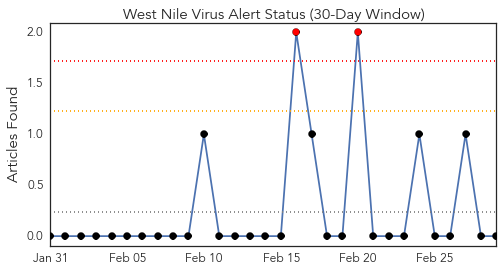 West Nile Virus Alert Status (30-Day Window)
Articles Found
2.0
1.5
1.0
0.5
0.0
Jan 31 Feb 05 Feb 10 Feb 15 Feb 20 Feb 25